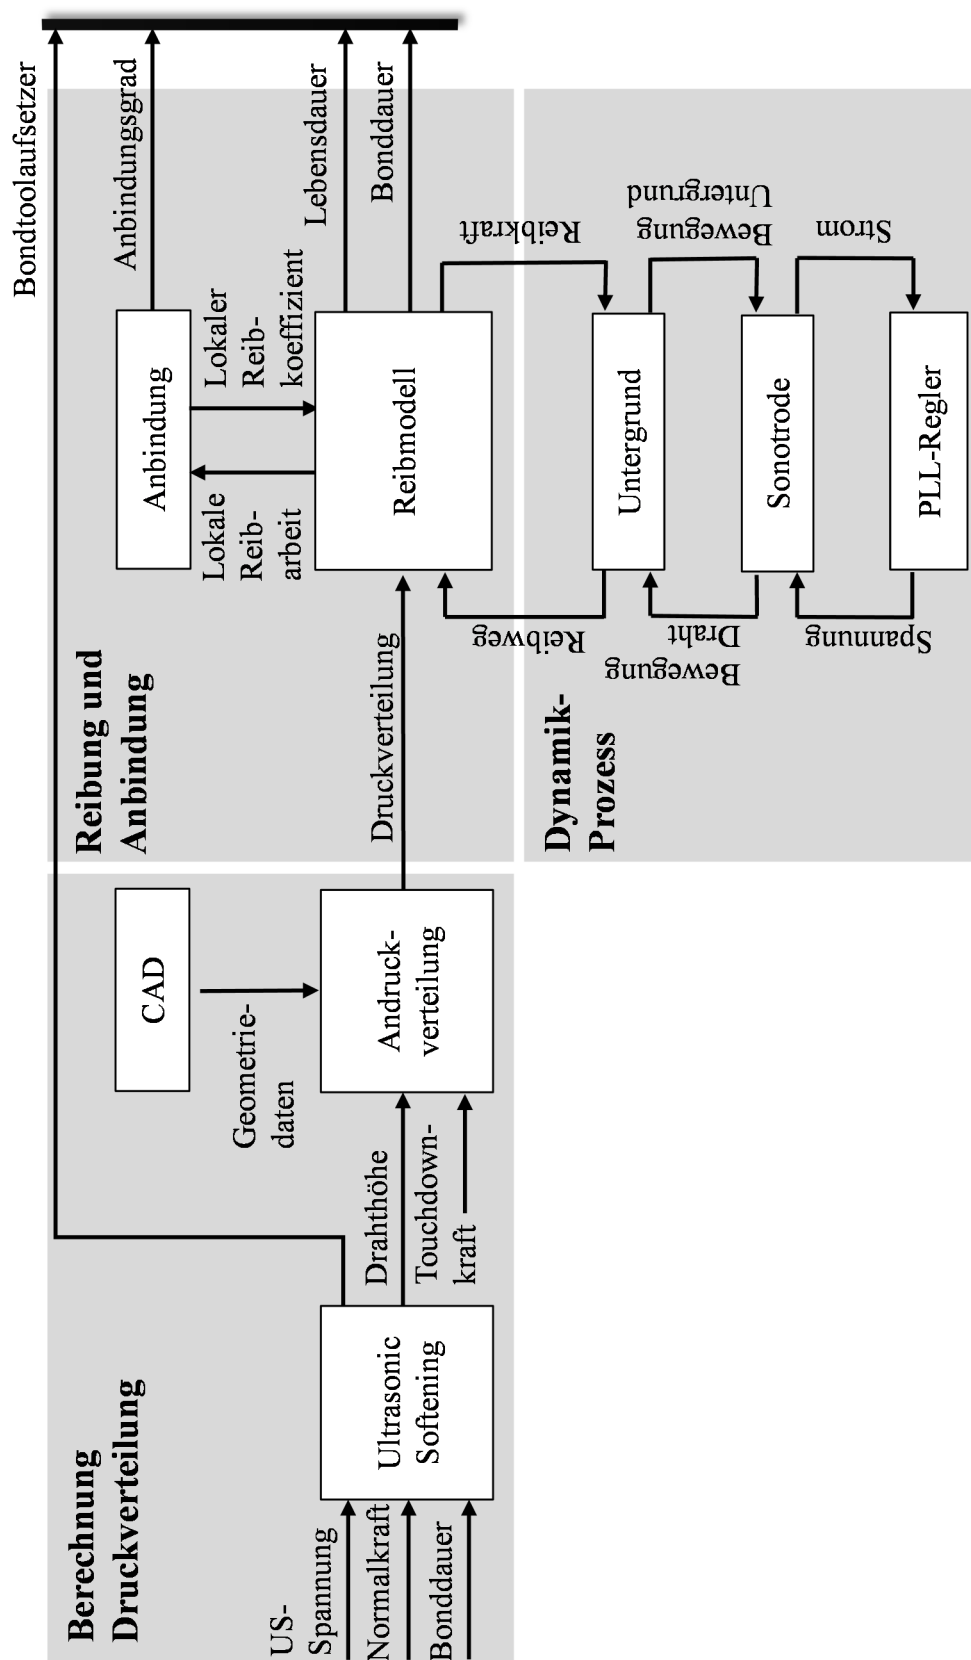 Berechnung
Druckverteilung
US-
Spannung
Normalkraft
Bonddauer
Ultrasonic
Softening
Drahthöhe
Touchdown-
kraft
CAD
Geometrie-
daten
Andruck-
verteilung
Druckverteilung
Reibung und
Anbindung
Anbindung
Lokale
Reib-
arbeit
Lokaler
Reib-
koeffizient
Reibmodell
Bondtoolaufsetzer
Anbindungsgrad
Lebensdauer
Bonddauer
Dynamik-
Prozess
Reibweg
Reibkraft
Untergrund
Bewegung
Draht
Bewegung
Untergrund
Sonotrode
Spannung
Strom
PLL-Regler